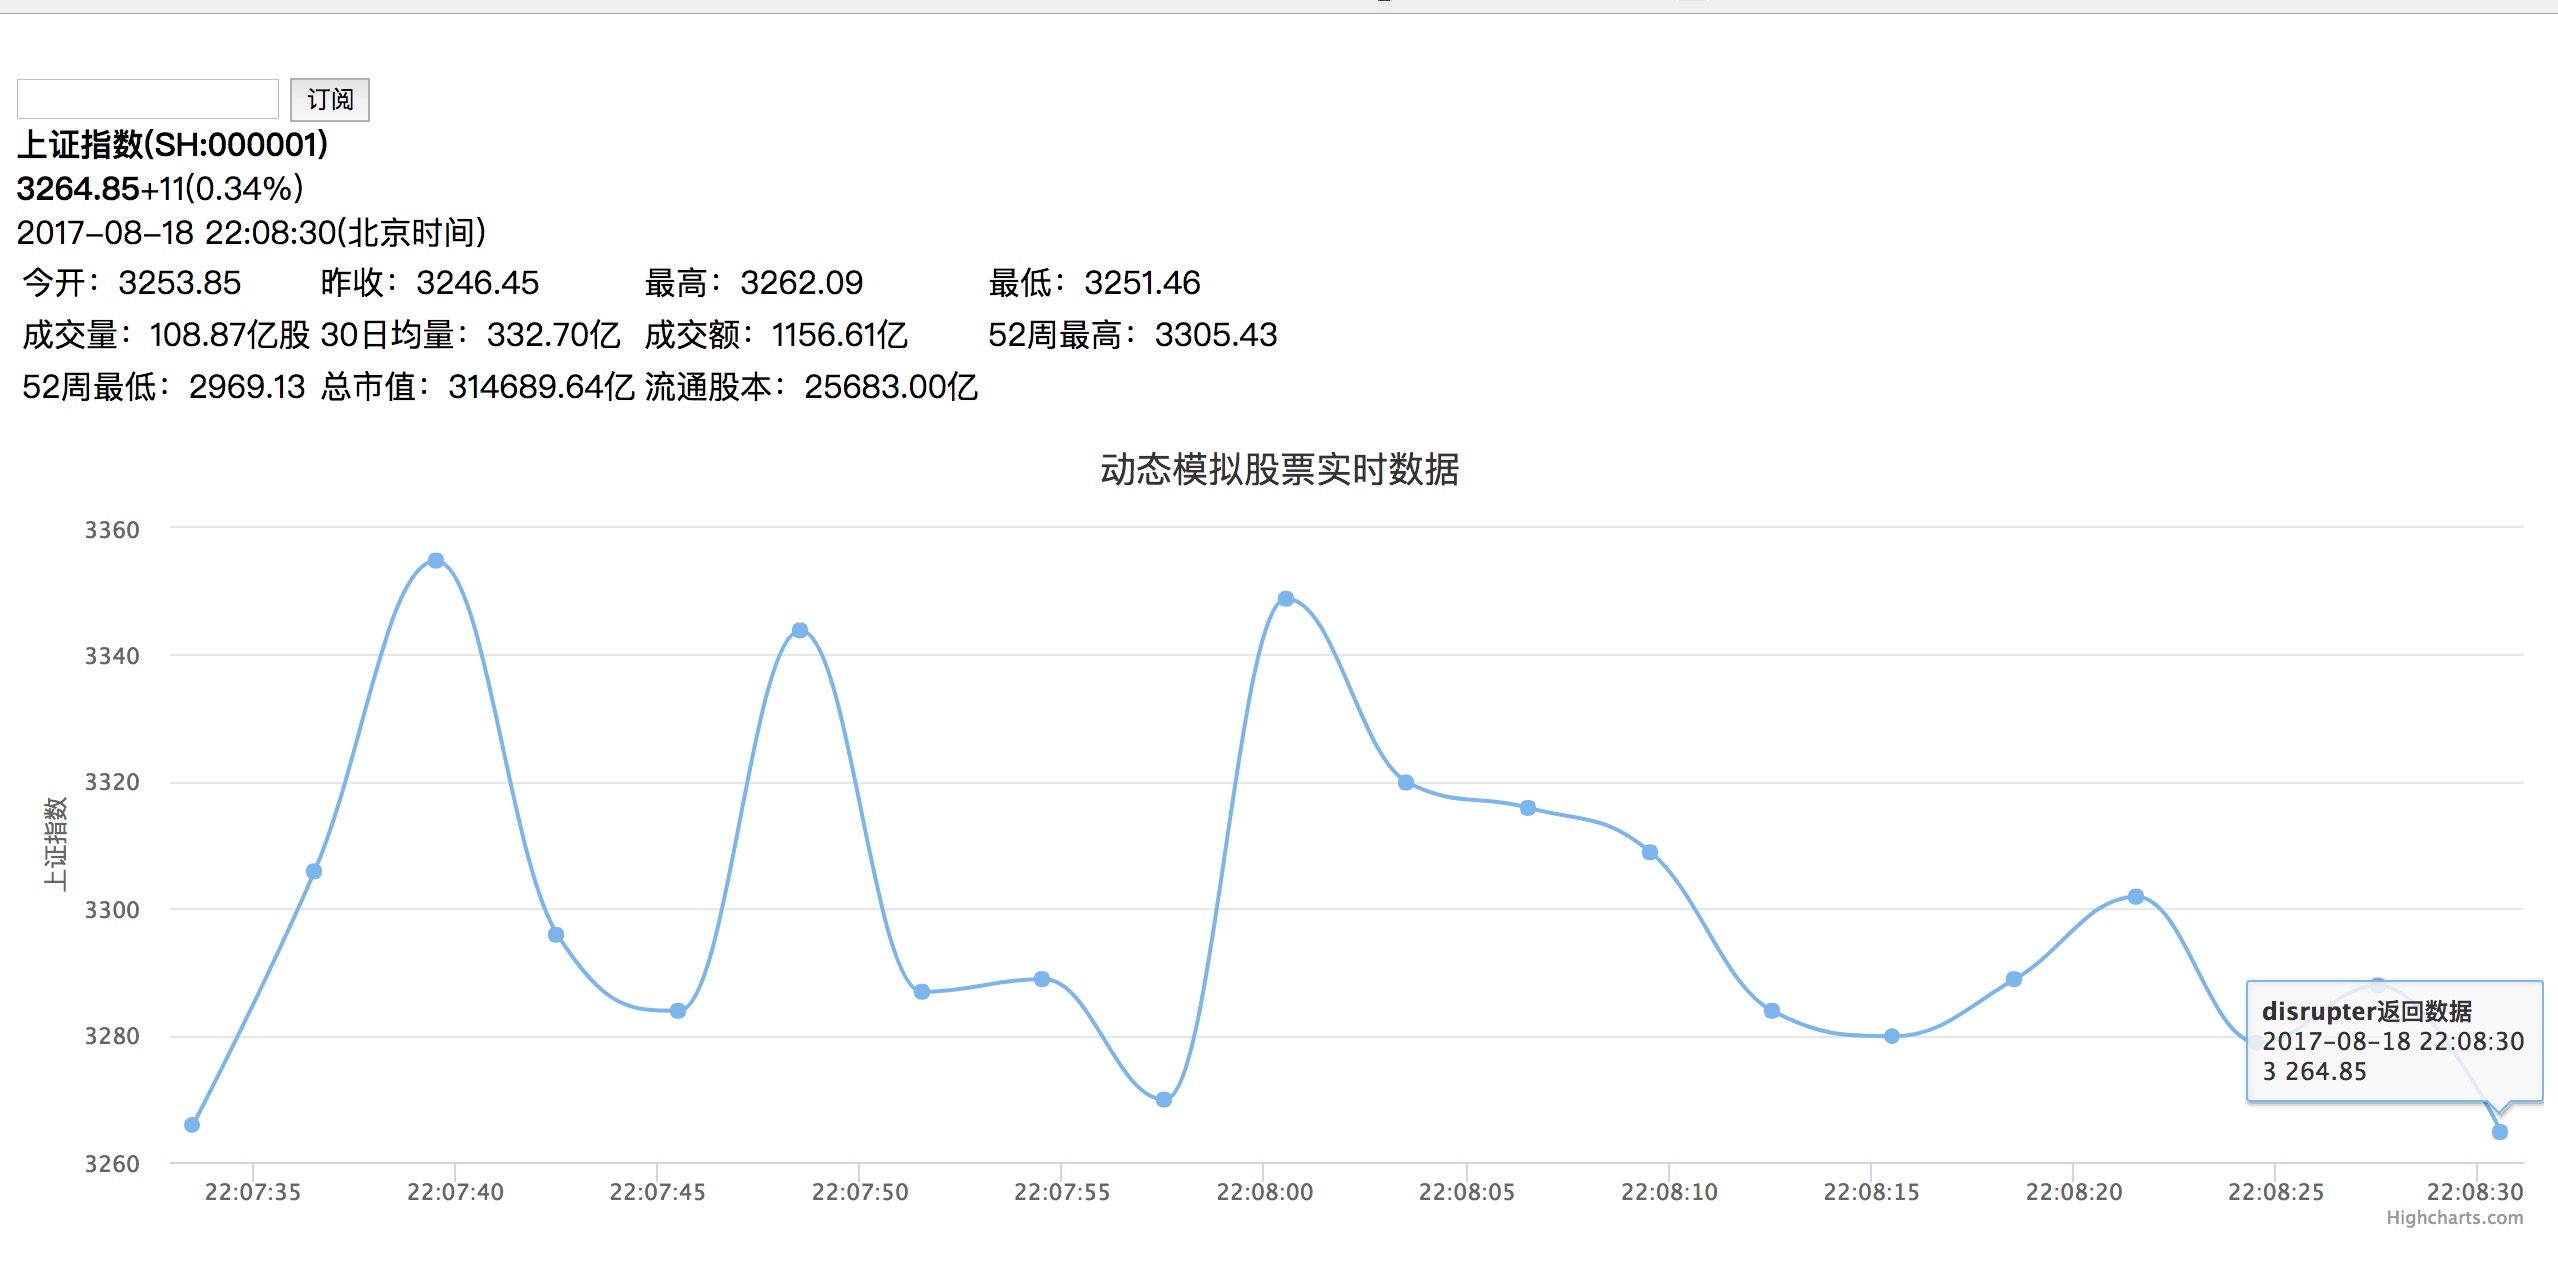 订阅
上证指数(SH:000001)
3264.85+11(0.34%)
2017-08-18 22:08:30(北京时间)
今开：3253.85 昨收：3246.45 最高：3262.09 最低：3251.46
成交量：108.87亿股 30日均量：332.70亿 成交额：1156.61亿 52周最高：3305.43
52周最低：2969.13 总市值：314689.64亿 流通股本：25683.00亿
动态模拟股票实时数据
上证指数
3360
3340
3320
3300
3280
3260
disrupter返回数据
2017-08-18 22:08:30
3 264.85
22:07:35 22:07:40 22:07:45 22:07:50 22:07:55 22:08:00 22:08:05 22:08:10 22:08:15 22:08:20 22:08:25 22:08:30
Highcharts.com